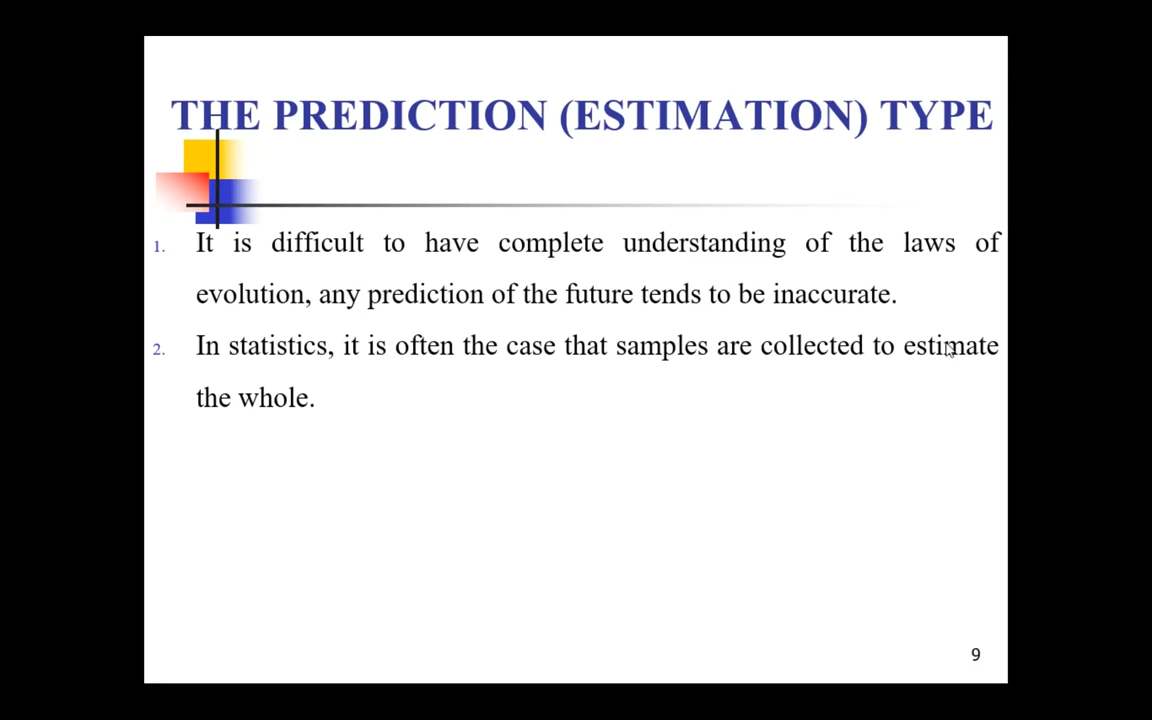 THE PREDICTION (ESTIMATION) TYPE
1. It is difficult to have complete understanding of the laws of
evolution, any prediction of the future tends to be inaccurate.
2. In statistics, it is often the case that samples are collected to estimate
the whole.
9